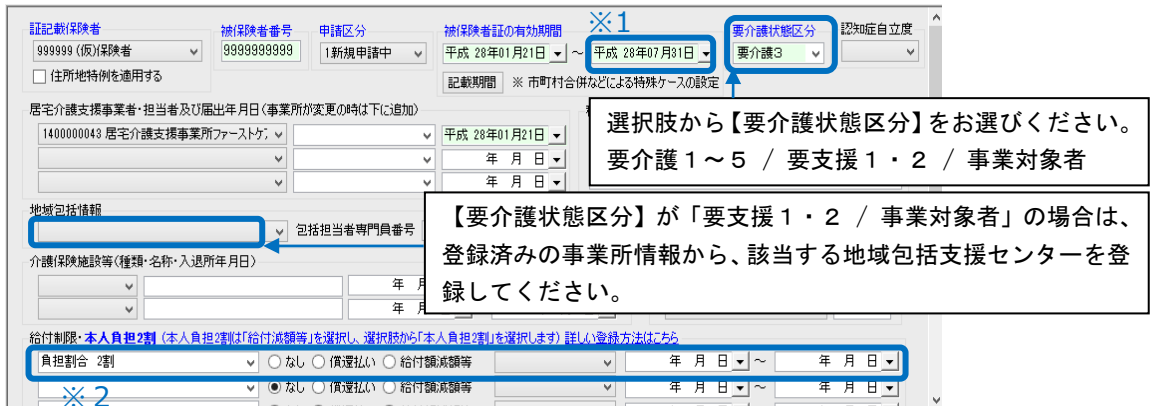 証記載保険者 被保険者番号 申請区分 被保険者証の有効期間 ※1 要介護状態区分 認知症自立度
999999 (仮)保険者 9999999999 1新規申請中 平成 28年01月21日 ～ 平成 28年07月31日 要介護3
住所地特例を適用する 記載期間 ※ 市町村合併などによる特殊ケースの設定
居宅介護支援事業者・担当者及び届出年月日(事業所が変更の時は下に追加)
選択肢から【要介護状態区分】をお選びください。
要介護１～５ / 要支援１・２ / 事業対象者
1400000043 居宅介護支援事業所ファーストケア 平成 28年01月21日
年 月 日
年 月 日
地域包括情報
包括担当者専門員番号
【要介護状態区分】が「要支援１・２ / 事業対象者」の場合は、
登録済みの事業所情報から、該当する地域包括支援センターを登
録してください。
介護保険施設等(種類・名称・入退所年月日)
年
年
給付制限・本人負担2割 (本人負担2割は「給付減額等」を選択し、選択肢から「本人負担2割」を選択します) 詳しい登録方法はこちら
負担割合 2割 なし 償還払い 給付額減額等 年 月 日 ～ 年 月 日
なし 償還払い 給付額減額等 年 月 日 ～ 年 月 日
※２